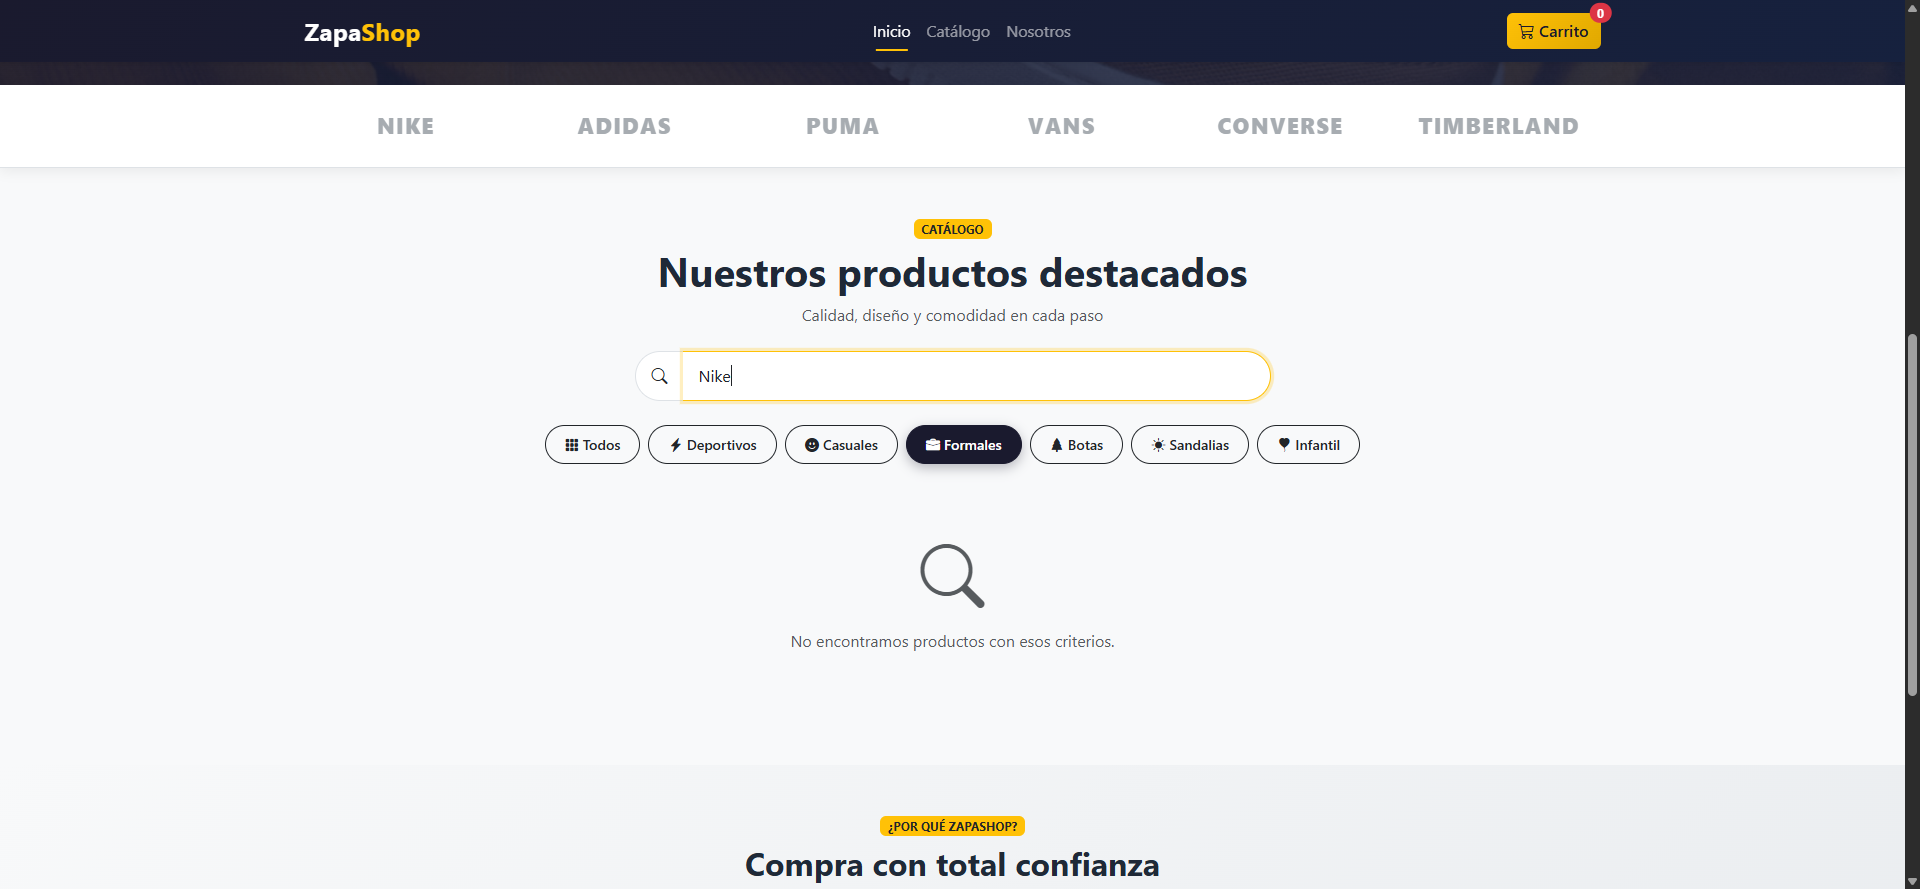 ZapaShop
Inicio Catálogo Nosotros
Carrito 0
NIKE ADIDAS PUMA VANS CONVERSE TIMBERLAND
CATÁLOGO
Nuestros productos destacados
Calidad, diseño y comodidad en cada paso
Nike
Todos Deportivos Casuales Formales Botas Sandalias Infantil
No encontramos productos con esos criterios.
¿POR QUÉ ZAPASHOP?
Compra con total confianza